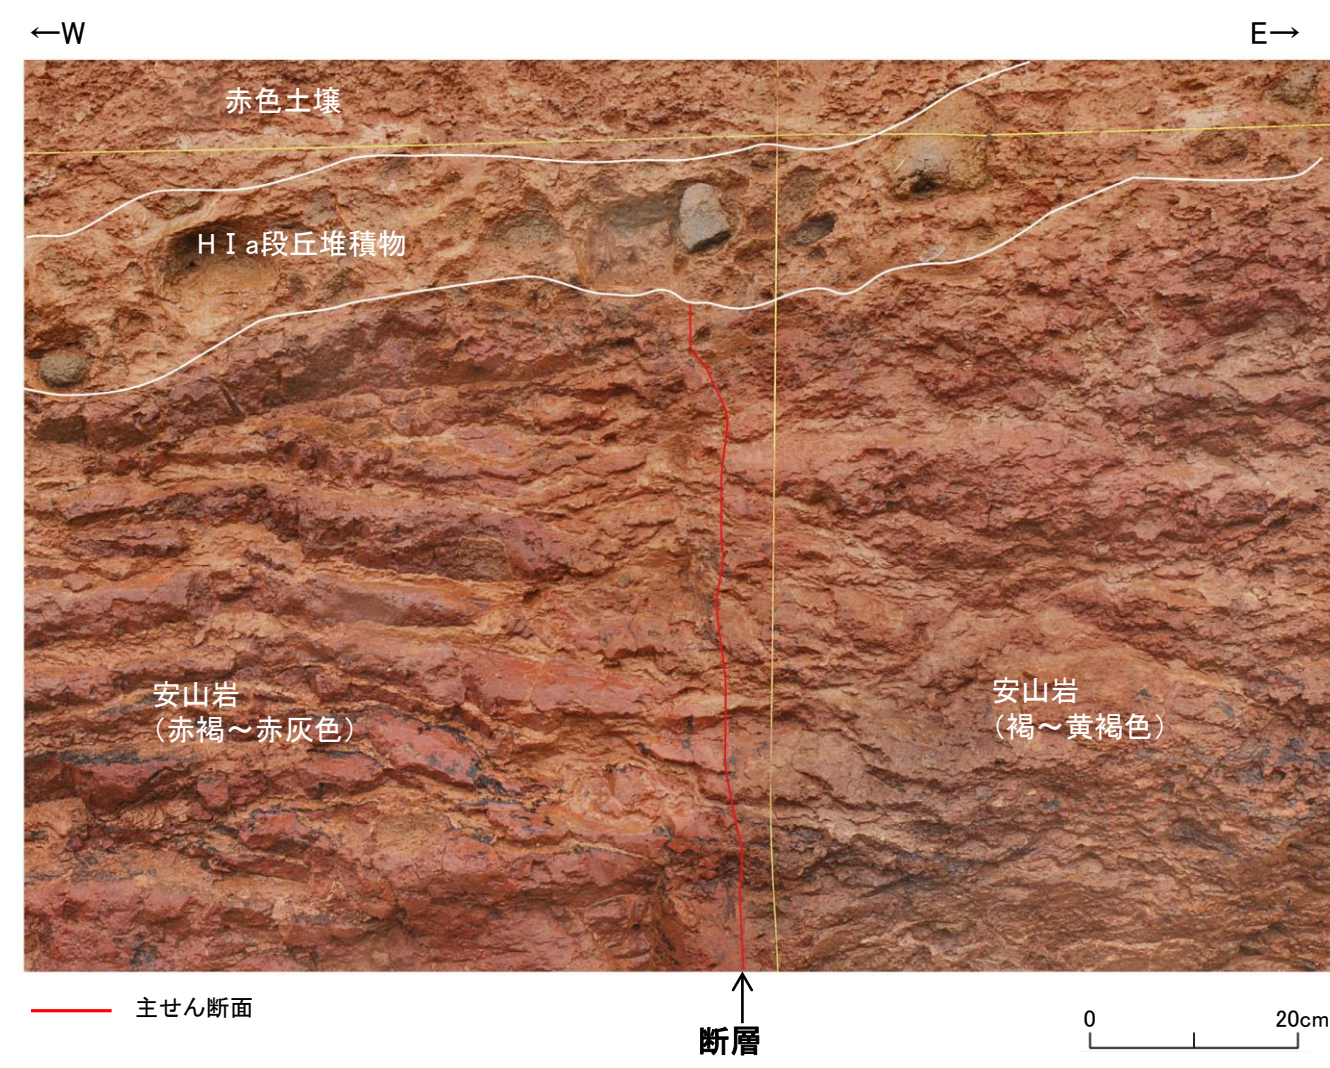 ←W
E→
赤色土壌
HⅠa段丘堆積物
安山岩
(赤褐～赤灰色)
安山岩
(褐～黄褐色)
主せん断面
断層
0
20cm